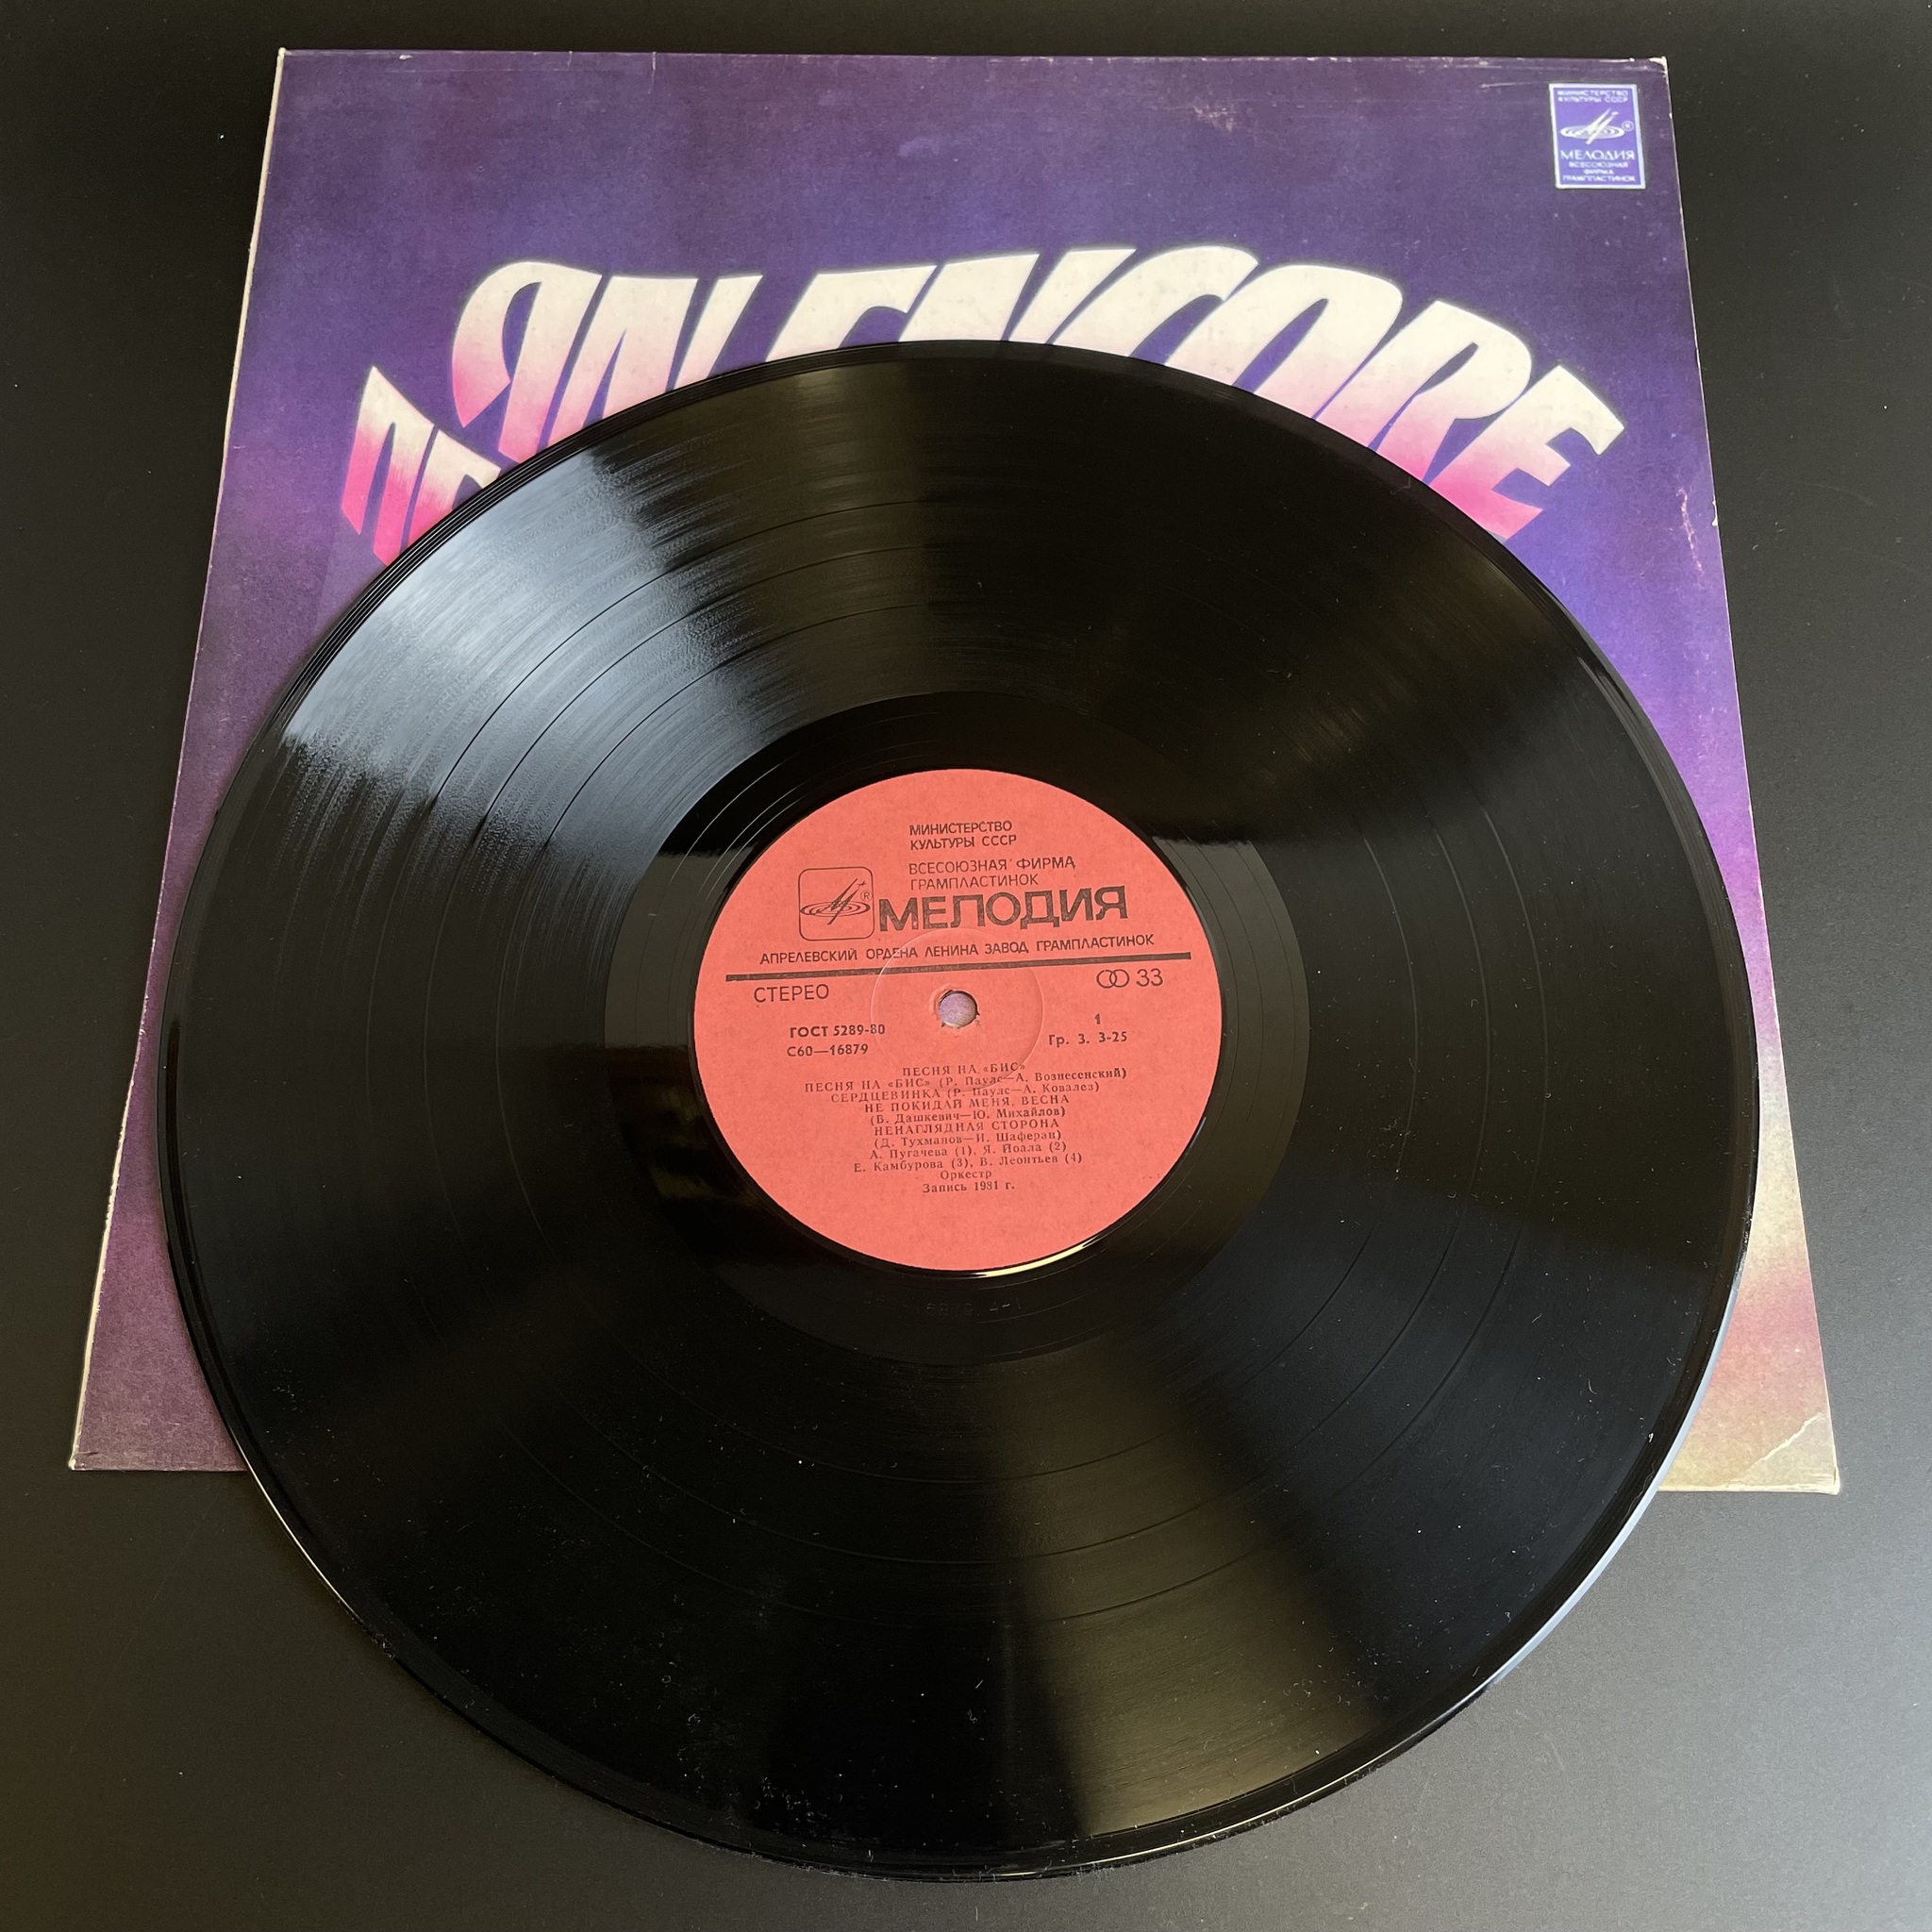 МИНИСТЕРСТВО
КУЛЬТУРЫ СССР
®
МЕЛОДИЯ
ВСЕСОЮЗНАЯ
ФИРМА
ГРАМПЛАСТИНОК
ENCORE
МИНИСТЕРСТВО
КУЛЬТУРЫ СССР
ВСЕСОЮЗНАЯ ФИРМА
ГРАМПЛАСТИНОК
® МЕЛОДИЯ
АПРЕЛЕВСКИЙ ОРДЕНА ЛЕНИНА ЗАВОД ГРАМПЛАСТИНОК
СТЕРЕО 33
ГОСТ 5289-80 1
С60—16879 Гр. 3. 3-25
ПЕСНЯ НА «БИС»
ПЕСНЯ НА «БИС» (Р. Паулс—А. Вознесенский)
СЕРДЦЕВИНКА (Р. Паулс—А. Ковалев)
НЕ ПОКИДАЙ МЕНЯ, ВЕСНА
(В. Дашкевич—Ю. Михайлов)
НЕНАГЛЯДНАЯ СТОРОНА
(Д. Тухманов—И. Шаферан)
А. Пугачева (1), Я. Йоала (2)
Е. Камбурова (3), В. Леонтьев (4)
Оркестр
Запись 1981 г.